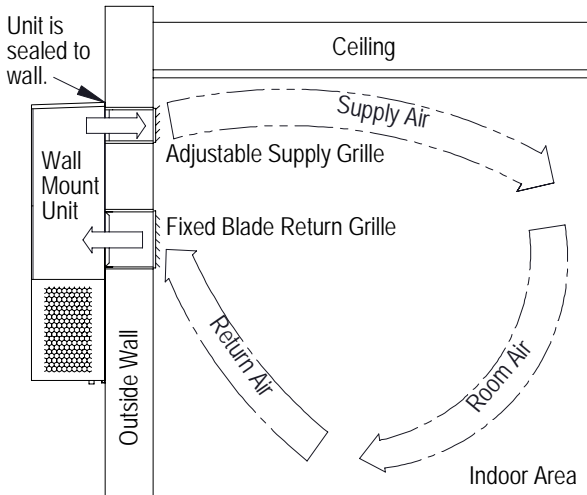 Unit is
sealed to
wall.
Ceiling
Supply Air
Adjustable Supply Grille
Wall
Mount
Unit
Fixed Blade Return Grille
Return Air
Room Air
Outside Wall
Indoor Area